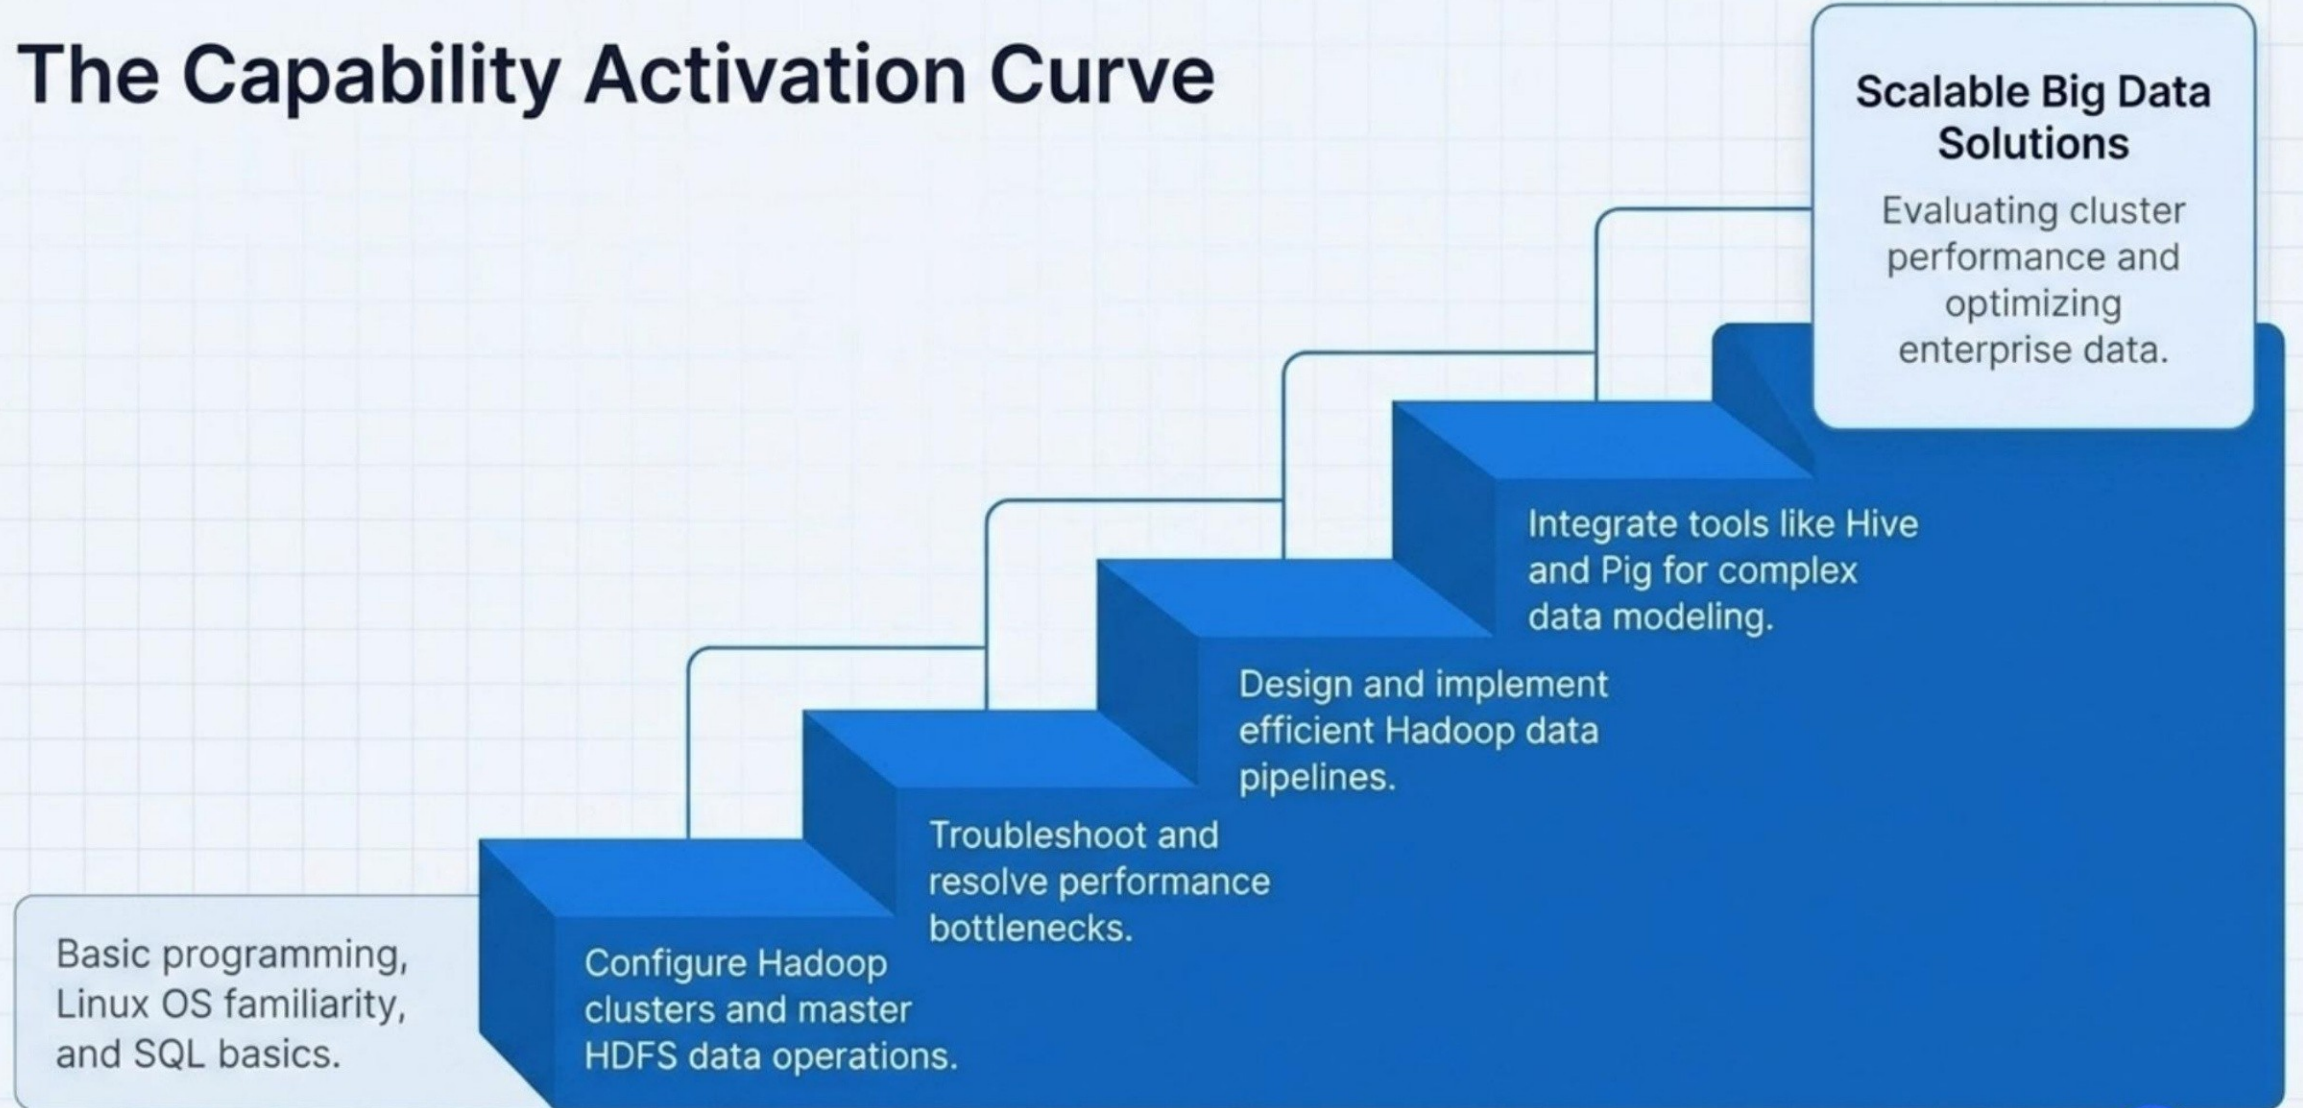 The Capability Activation Curve
Scalable Big Data
Solutions
Evaluating cluster
performance and
optimizing
enterprise data.
Integrate tools like Hive
and Pig for complex
data modeling.
Design and implement
efficient Hadoop data
pipelines.
Troubleshoot and
resolve performance
bottlenecks.
Configure Hadoop
clusters and master
HDFS data operations.
Basic programming,
Linux OS familiarity,
and SQL basics.